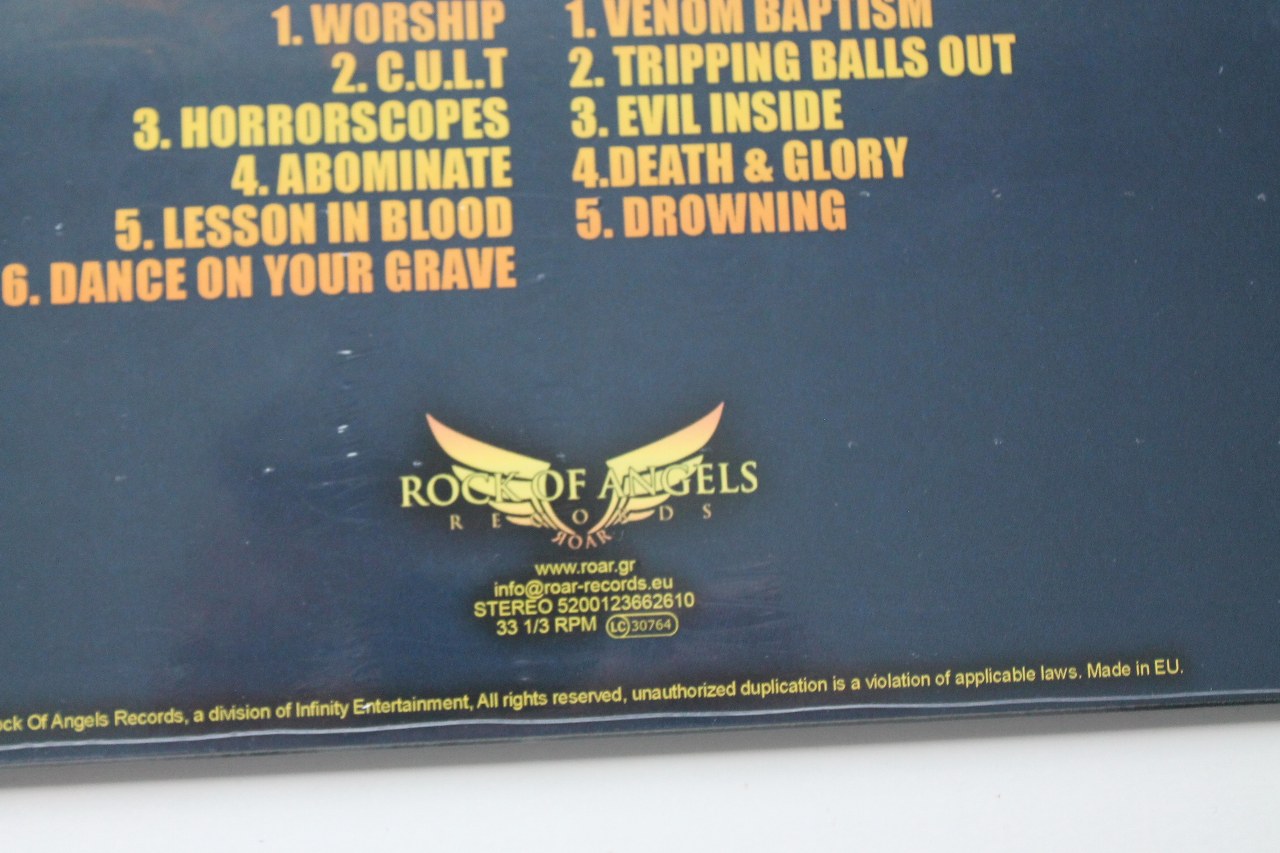 1. WORSHIP
2. C.U.L.T
3. HORRORSCOPES
4. ABOMINATE
5. LESSON IN BLOOD
6. DANCE ON YOUR GRAVE
1. VENOM BAPTISM
2. TRIPPING BALLS OUT
3. EVIL INSIDE
4.DEATH & GLORY
5. DROWNING
ROCK OF ANGELS
RECORDS
ROAR
www.roar.gr
info@roar-records.eu
STEREO 5200123662610
33 1/3 RPM LC 30764
Of Angels Records, a division of Infinity Entertainment, All rights reserved, unauthorized duplication is a violation of applicable laws. Made in EU.